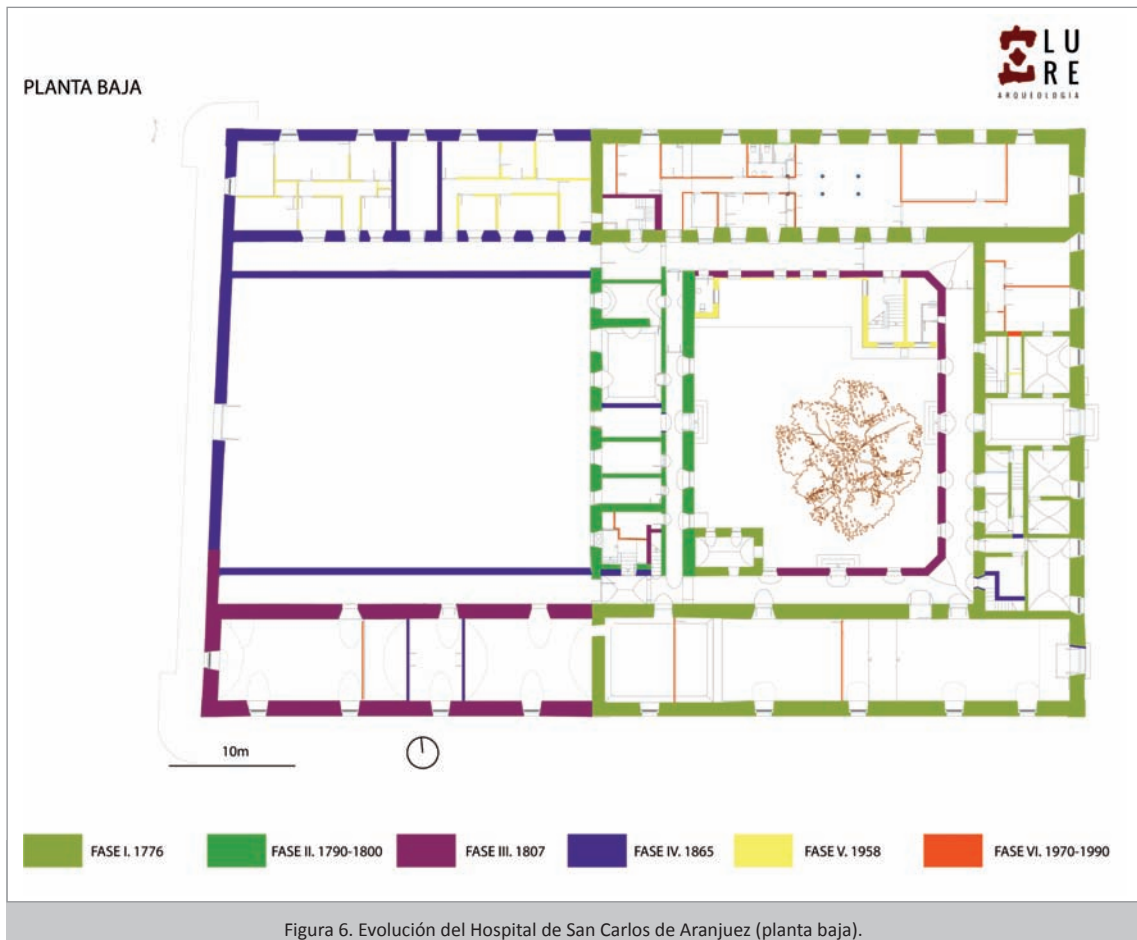 LU
RE
ARQUEOLOGÍA
PLANTA BAJA
10m
FASE I. 1776
FASE II. 1790-1800
FASE III. 1807
FASE IV. 1865
FASE V. 1958
FASE VI. 1970-1990
Figura 6. Evolución del Hospital de San Carlos de Aranjuez (planta baja).